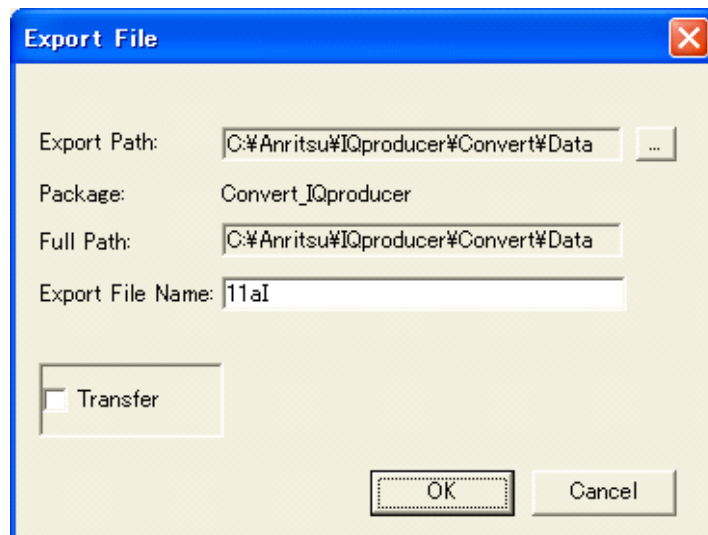 Export File
Export Path: C:¥Anritsu¥IQproducer¥Convert¥Data ...
Package: Convert_IQproducer
Full Path: C:¥Anritsu¥IQproducer¥Convert¥Data
Export File Name: 11aI
Transfer
OK Cancel